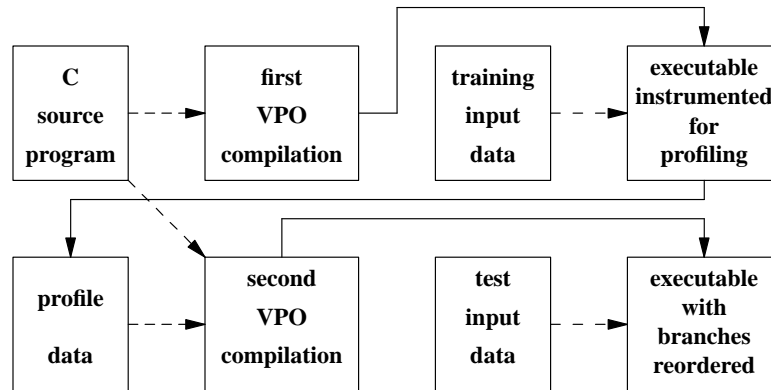 C
source
program
first
VPO
compilation
training
input
data
executable
instrumented
for
profiling
profile
data
second
VPO
compilation
test
input
data
executable
with
branches
reordered